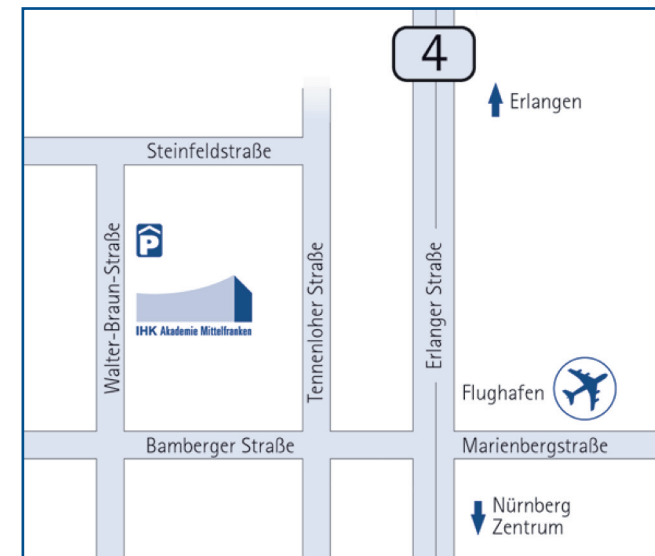 4
Erlangen
Steinfeldstraße
P
Walter-Braun-Straße
IHK Akademie Mittelfranken
Tennenloher Straße
Erlanger Straße
Flughafen
Bamberger Straße
Marienbergstraße
Nürnberg
Zentrum